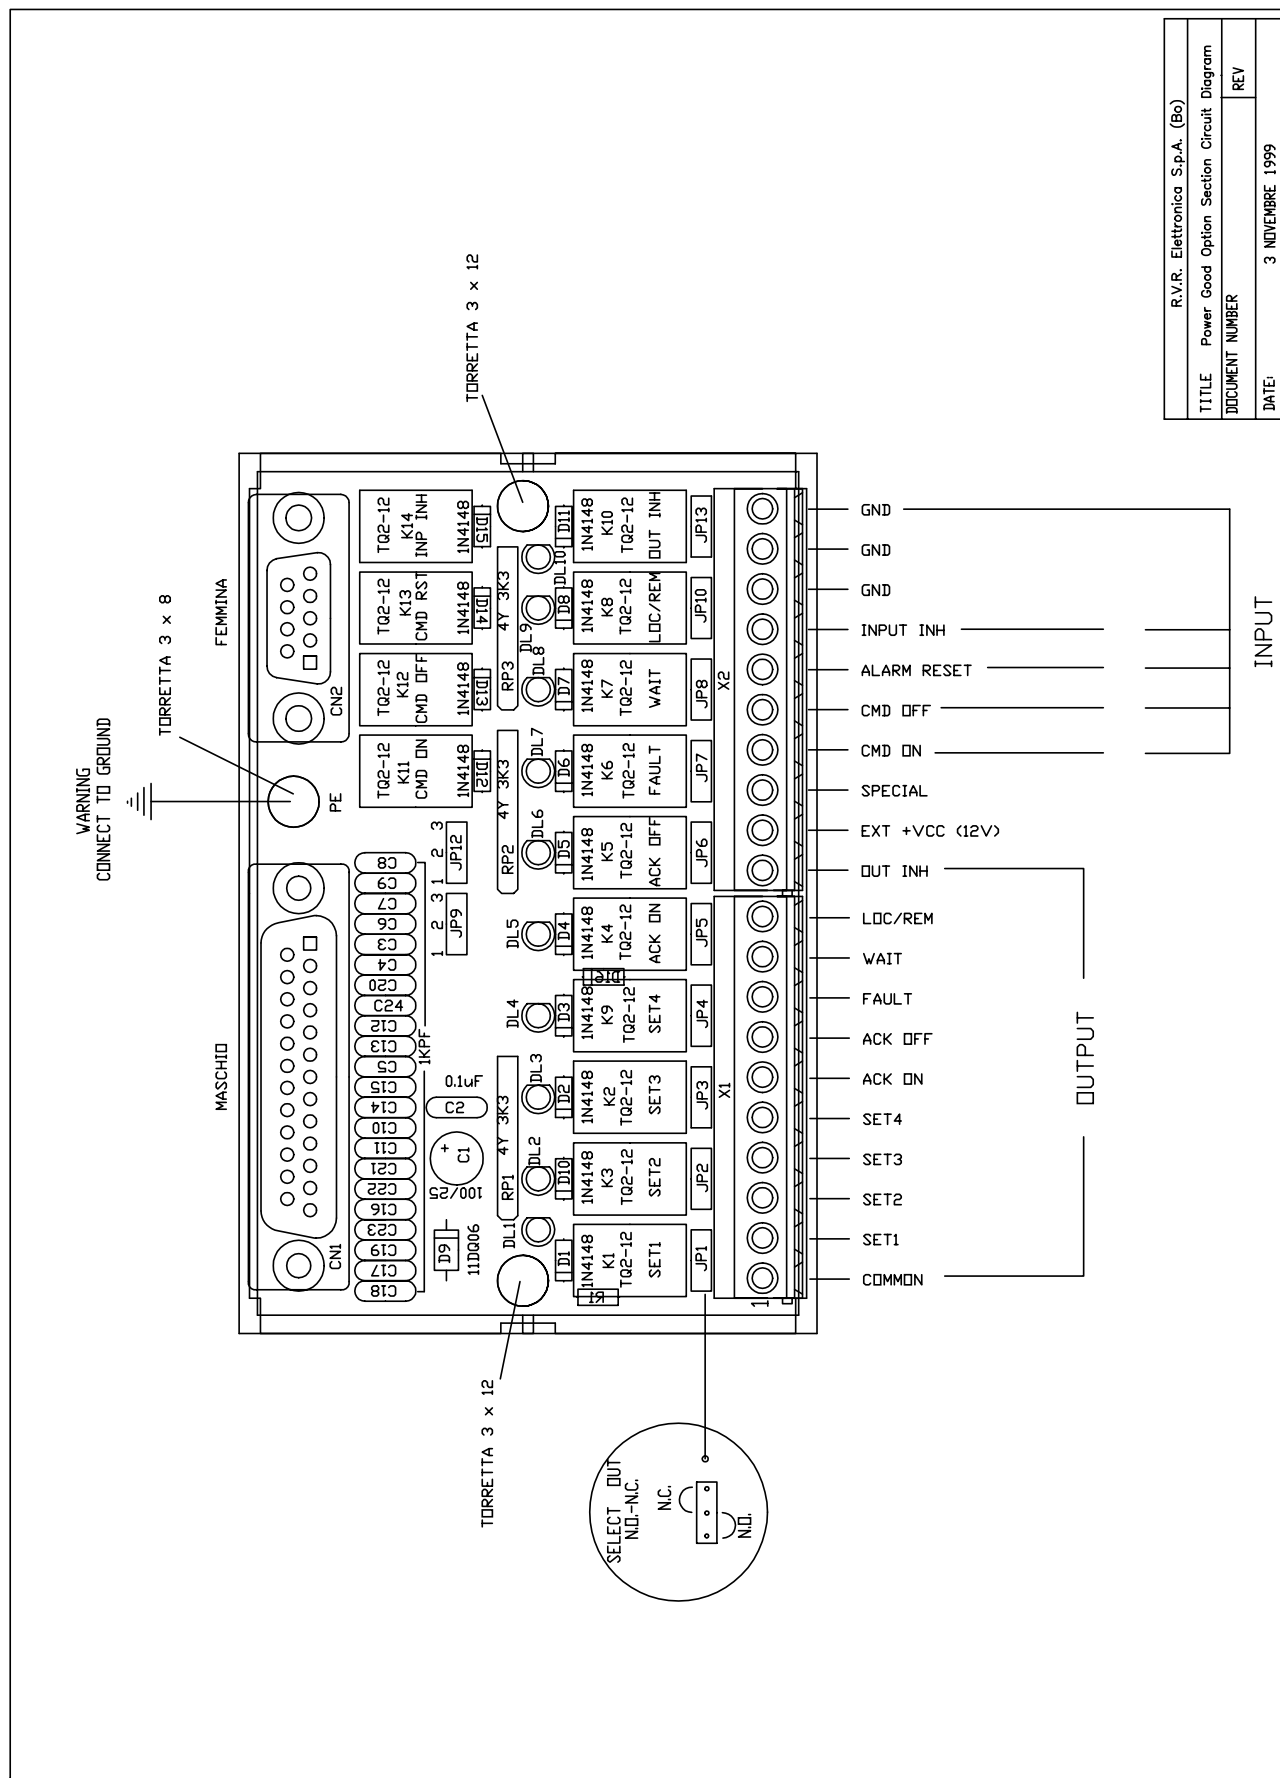 R.V.R. Elettronica S.p.A. (Bo)
TITLE Power Good Option Section Circuit Diagram
DOCUMENT NUMBER
REV
DATE: 3 NOVEMBRE 1999
WARNING
CONNECT TO GROUND
TORRETTA 3 x 8
TORRETTA 3 x 12
TORRETTA 3 x 12
MASCHIO
FEMMINA
CN1
PE
CN2
C18
C17
C19
C23
C16
C22
C21
C11
C10
C14
C15
C5
C13
C12
C24
C20
C4
C3
C6
C7
C9
C8
1KPF
D9
11DQ06
100/25
+
C1
C2
0.1uF
1 2 3
JP9
1 2 3
JP12
TQ2-12
K11
CMD ON
1N4148
D12
TQ2-12
K12
CMD OFF
1N4148
D13
TQ2-12
K13
CMD RST
1N4148
D14
TQ2-12
K14
INP INH
1N4148
D15
RP1 4Y 3K3
RP2 4Y 3K3
RP3 4Y 3K3
DL1
DL2
DL3
DL4
DL5
DL6
DL7
DL8
DL9
DL10
D1
D10
D2
D3
D4
D5
D6
D7
D8
D11
1N4148
K1
TQ2-12
SET1
R1
1N4148
K3
TQ2-12
SET2
1N4148
K2
TQ2-12
SET3
1N4148
K9
TQ2-12
SET4
D16
1N4148
K4
TQ2-12
ACK ON
1N4148
K5
TQ2-12
ACK OFF
1N4148
K6
TQ2-12
FAULT
1N4148
K7
TQ2-12
WAIT
1N4148
K8
TQ2-12
LOC/REM
1N4148
K10
TQ2-12
OUT INH
JP1
JP2
JP3
JP4
JP5
JP6
JP7
JP8
JP10
JP13
X1
X2
1
COMMON
SET1
SET2
SET3
SET4
ACK ON
ACK OFF
FAULT
WAIT
LOC/REM
OUT INH
EXT +VCC (12V)
SPECIAL
CMD ON
CMD OFF
ALARM RESET
INPUT INH
GND
GND
GND
OUTPUT
INPUT
SELECT OUT
N.O.-N.C.
N.C.
N.O.